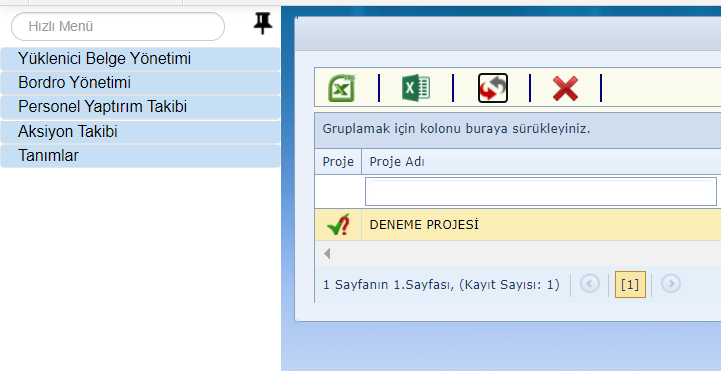 Hızlı Menü
Yüklenici Belge Yönetimi
Bordro Yönetimi
Personel Yaptırım Takibi
Aksiyon Takibi
Tanımlar
Gruplamak için kolonu buraya sürükleyiniz.
Proje Proje Adı
DENEME PROJESİ
1 Sayfanın 1.Sayfası, (Kayıt Sayısı: 1) [1]